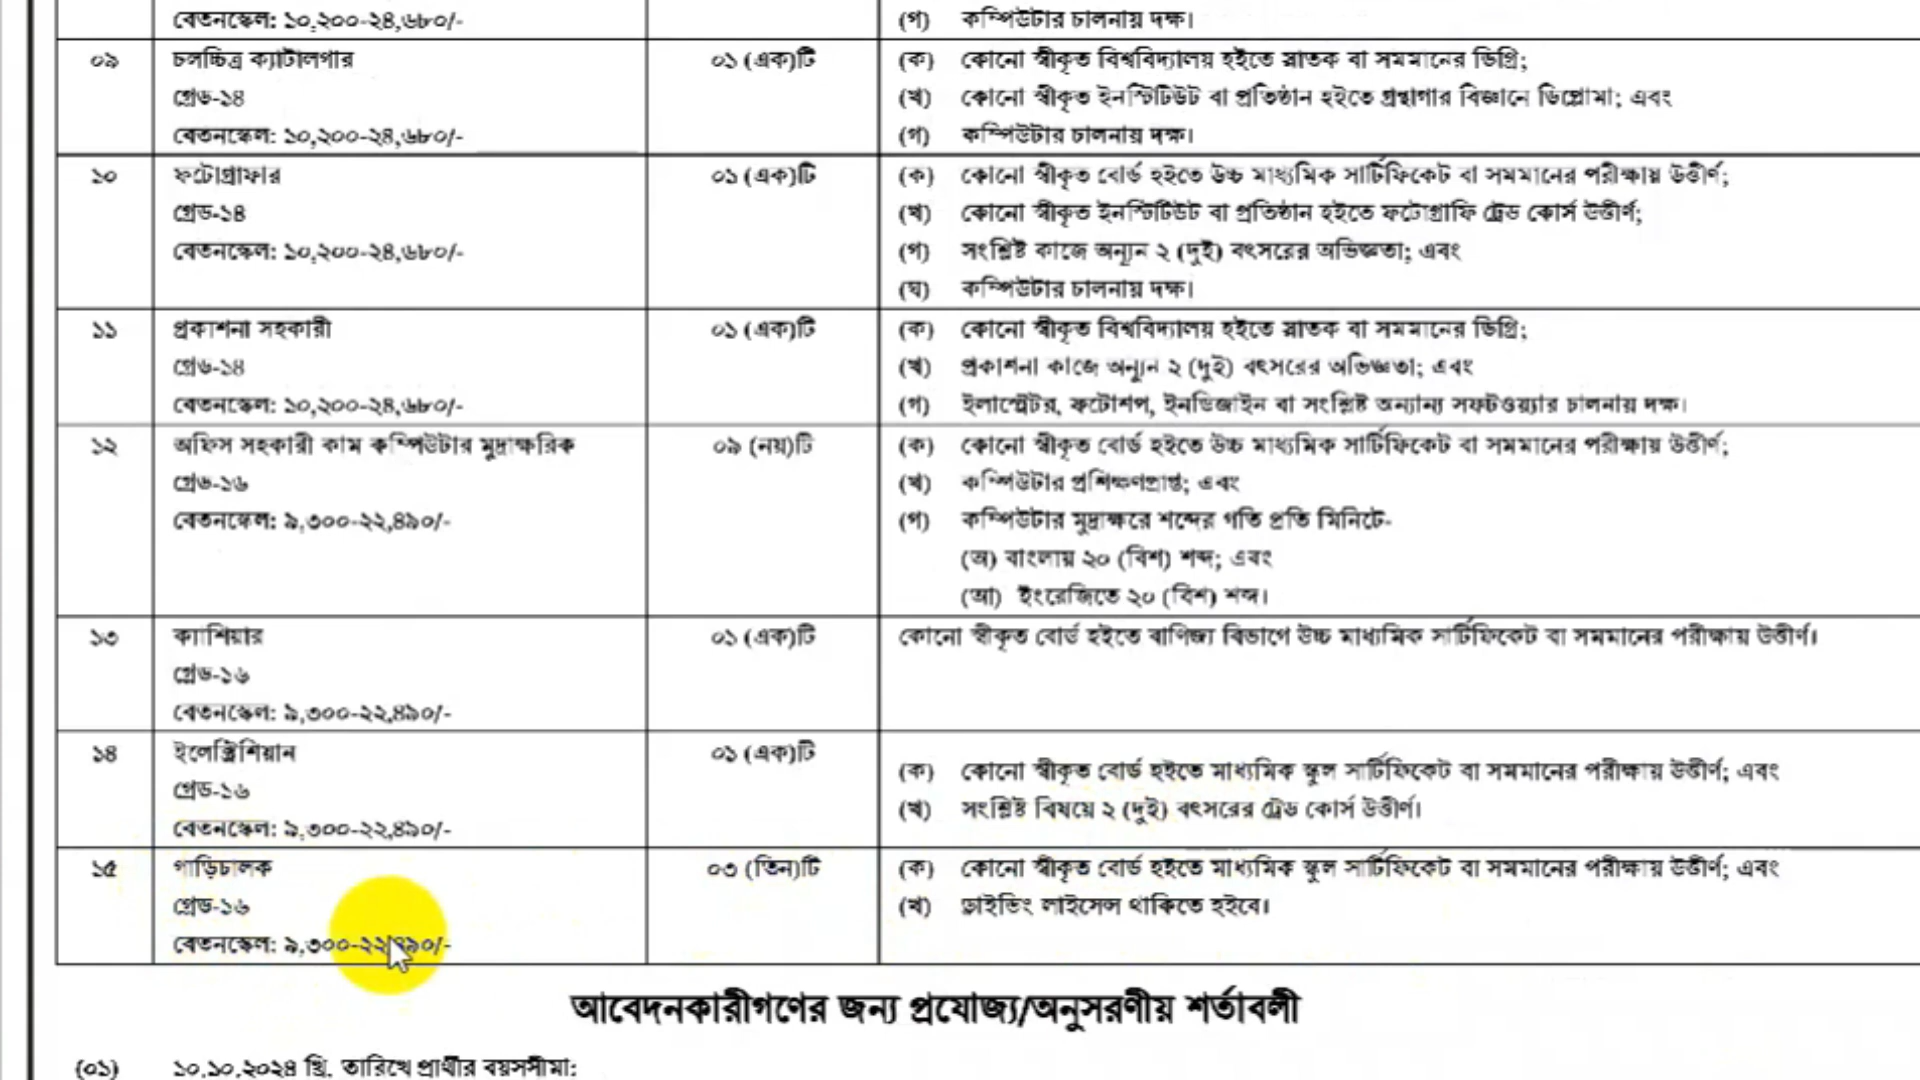 বেতনস্কেল: ১০,২০০-২৪,৬৮০/-
(গ) কম্পিউটার চালনায় দক্ষ।
০৯ চলচ্চিত্র ক্যাটালগার ০১ (এক)টি (ক) কোনো স্বীকৃত বিশ্ববিদ্যালয় হইতে স্নাতক বা সমমানের ডিগ্রি;
গ্রেড-১৪ (খ) কোনো স্বীকৃত ইনস্টিটিউট বা প্রতিষ্ঠান হইতে গ্রন্থাগার বিজ্ঞানে ডিপ্লোমা; এবং
বেতনস্কেল: ১০,২০০-২৪,৬৮০/- (গ) কম্পিউটার চালনায় দক্ষ।
১০ ফটোগ্রাফার ০১ (এক)টি (ক) কোনো স্বীকৃত বোর্ড হইতে উচ্চ মাধ্যমিক সার্টিফিকেট বা সমমানের পরীক্ষায় উত্তীর্ণ;
গ্রেড-১৪ (খ) কোনো স্বীকৃত ইনস্টিটিউট বা প্রতিষ্ঠান হইতে ফটোগ্রাফি ট্রেড কোর্স উত্তীর্ণ;
বেতনস্কেল: ১০,২০০-২৪,৬৮০/- (গ) সংশ্লিষ্ট কাজে অন্যূন ২ (দুই) বৎসরের অভিজ্ঞতা; এবং
(ঘ) কম্পিউটার চালনায় দক্ষ।
১১ প্রকাশনা সহকারী ০১ (এক)টি (ক) কোনো স্বীকৃত বিশ্ববিদ্যালয় হইতে স্নাতক বা সমমানের ডিগ্রি;
গ্রেড-১৪ (খ) প্রকাশনা কাজে অন্যূন ২ (দুই) বৎসরের অভিজ্ঞতা; এবং
বেতনস্কেল: ১০,২০০-২৪,৬৮০/- (গ) ইলাস্ট্রেটর, ফটোশপ, ইনডিজাইন বা সংশ্লিষ্ট অন্যান্য সফটওয়্যার চালনায় দক্ষ।
১২ অফিস সহকারী কাম কম্পিউটার মুদ্রাক্ষরিক ০৯ (নয়)টি (ক) কোনো স্বীকৃত বোর্ড হইতে উচ্চ মাধ্যমিক সার্টিফিকেট বা সমমানের পরীক্ষায় উত্তীর্ণ;
গ্রেড-১৬ (খ) কম্পিউটার প্রশিক্ষণপ্রাপ্ত; এবং
বেতনস্কেল: ৯,৩০০-২২,৪৯০/- (গ) কম্পিউটার মুদ্রাক্ষরে শব্দের গতি প্রতি মিনিটে-
(অ) বাংলায় ২০ (বিশ) শব্দ; এবং
(আ) ইংরেজিতে ২০ (বিশ) শব্দ।
১৩ ক্যাশিয়ার ০১ (এক)টি কোনো স্বীকৃত বোর্ড হইতে বাণিজ্য বিভাগে উচ্চ মাধ্যমিক সার্টিফিকেট বা সমমানের পরীক্ষায় উত্তীর্ণ।
গ্রেড-১৬
বেতনস্কেল: ৯,৩০০-২২,৪৯০/-
১৪ ইলেক্ট্রিশিয়ান ০১ (এক)টি (ক) কোনো স্বীকৃত বোর্ড হইতে মাধ্যমিক স্কুল সার্টিফিকেট বা সমমানের পরীক্ষায় উত্তীর্ণ; এবং
গ্রেড-১৬ (খ) সংশ্লিষ্ট বিষয়ে ২ (দুই) বৎসরের ট্রেড কোর্স উত্তীর্ণ।
বেতনস্কেল: ৯,৩০০-২২,৪৯০/-
১৫ গাড়িচালক ০৩ (তিন)টি (ক) কোনো স্বীকৃত বোর্ড হইতে মাধ্যমিক স্কুল সার্টিফিকেট বা সমমানের পরীক্ষায় উত্তীর্ণ; এবং
গ্রেড-১৬ (খ) ড্রাইভিং লাইসেন্স থাকিতে হইবে।
বেতনস্কেল: ৯,৩০০-২২,৪৯০/-
আবেদনকারীগণের জন্য প্রযোজ্য/অনুসরণীয় শর্তাবলী
(০১) ১০.১০.২০২৪ খ্রি. তারিখে প্রার্থীর বয়সসীমা: